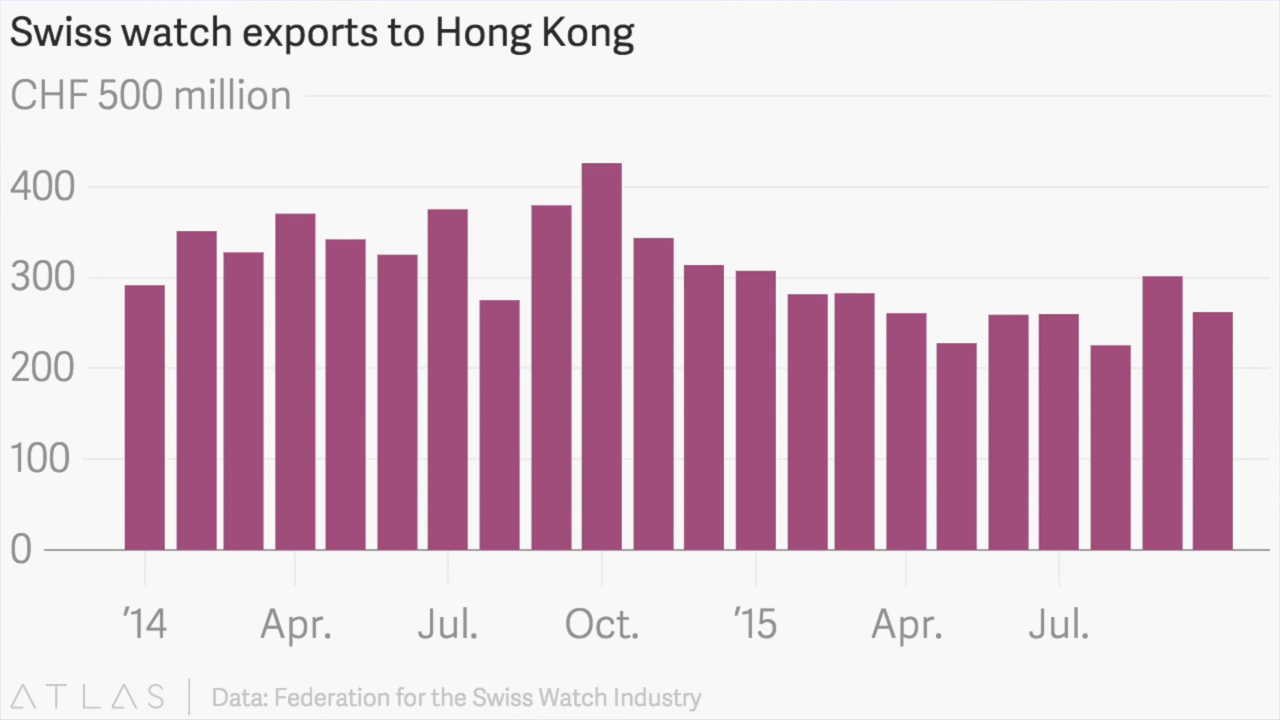 Swiss watch exports to Hong Kong
CHF 500 million
400
300
200
100
0
’14 Apr. Jul. Oct. ’15 Apr. Jul.
ATLAS | Data: Federation for the Swiss Watch Industry